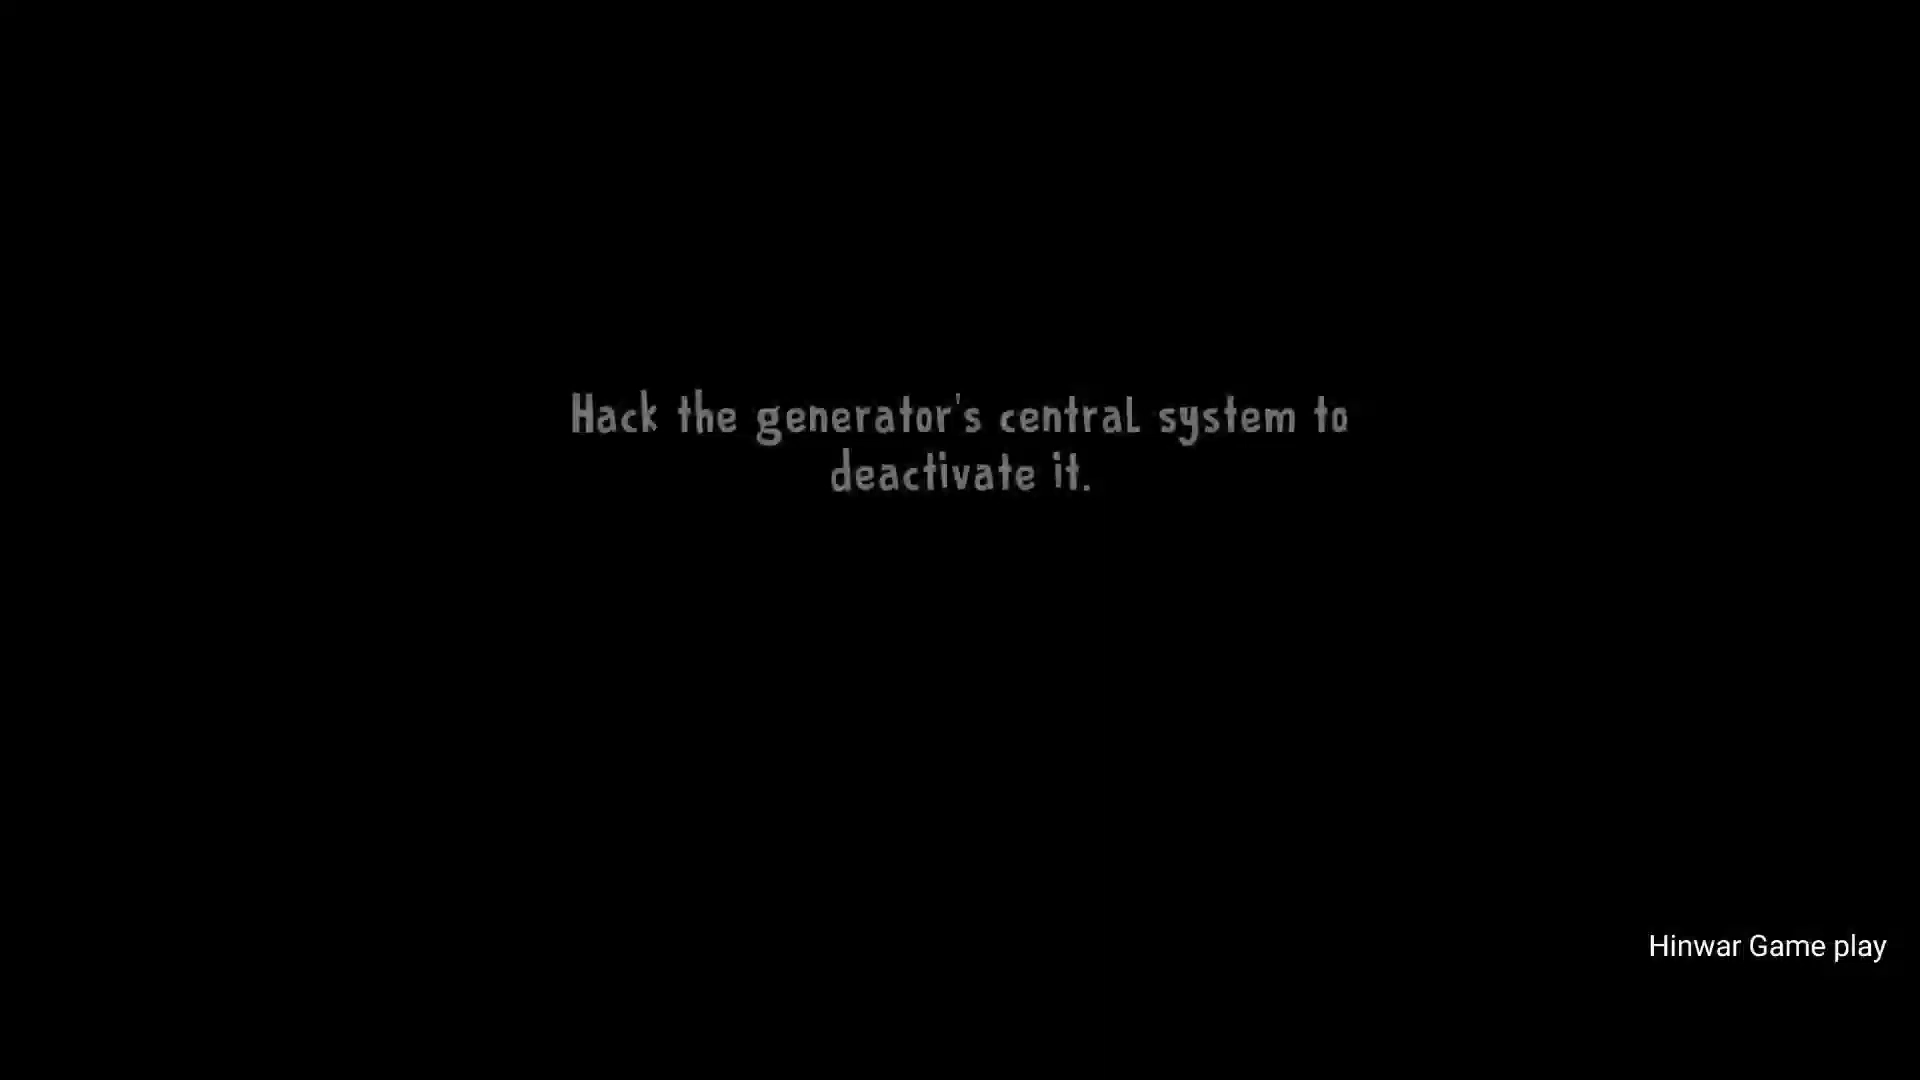 Hack the generator's central system to
deactivate it.
Hinwar Game play